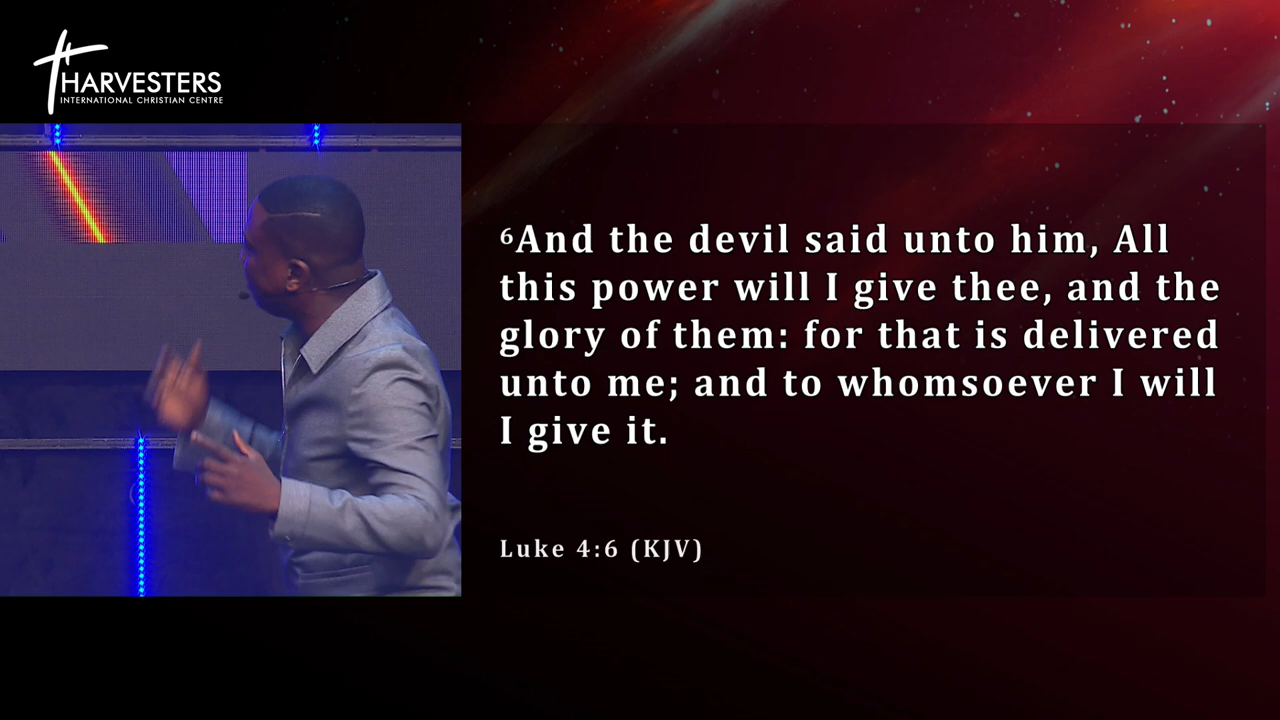 HARVESTERS
INTERNATIONAL CHRISTIAN CENTRE
⁶And the devil said unto him, All
this power will I give thee, and the
glory of them: for that is delivered
unto me; and to whomsoever I will
I give it.
Luke 4:6 (KJV)